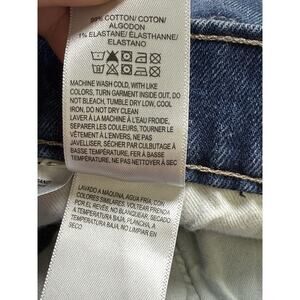 99% COTTON/ COTON/
ALGODON
1% ELASTANE/ ÉLASTHANNE/
ELASTANO
MACHINE WASH COLD, WITH LIKE
COLORS, TURN GARMENT INSIDE OUT, DO
NOT BLEACH, TUMBLE DRY LOW, COOL
IRON, DO NOT DRY CLEAN
LAVER À LA MACHINE À L'EAU FROIDE,
SEPARER LES COULEURS, TOURNER LE
VÊTEMENT À L'ENVERS, NE PAS
JAVELLISER, SÉCHER PAR CULBUTAGE À
BASSE TEMPÉRATURE, FER À BASSE
TEMPÉRATURE, NE PAS NETTOYER À SEC
LAVADO A MÁQUINA, AGUA FRÍA, CON
COLORES SIMILARES, VOLTEAR PRENDA
POR EL REVÉS, NO BLANQUEAR, SECADO,
A TEMPERATURA BAJA, PLANCHADO, A
TEMPERATURA BAJA, NO LIMPIAR EN
SECO